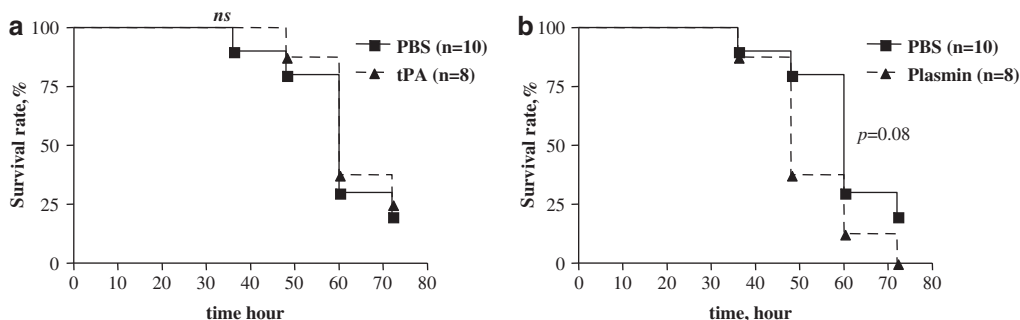 a
ns
PBS (n=10)
tPA (n=8)
Survival rate,%
100
75
50
25
0
0 10 20 30 40 50 60 70 80
time hour
b
PBS (n=10)
Plasmin (n=8)
p=0.08
Survival rate,%
100
75
50
25
0
0 10 20 30 40 50 60 70 80
time, hour